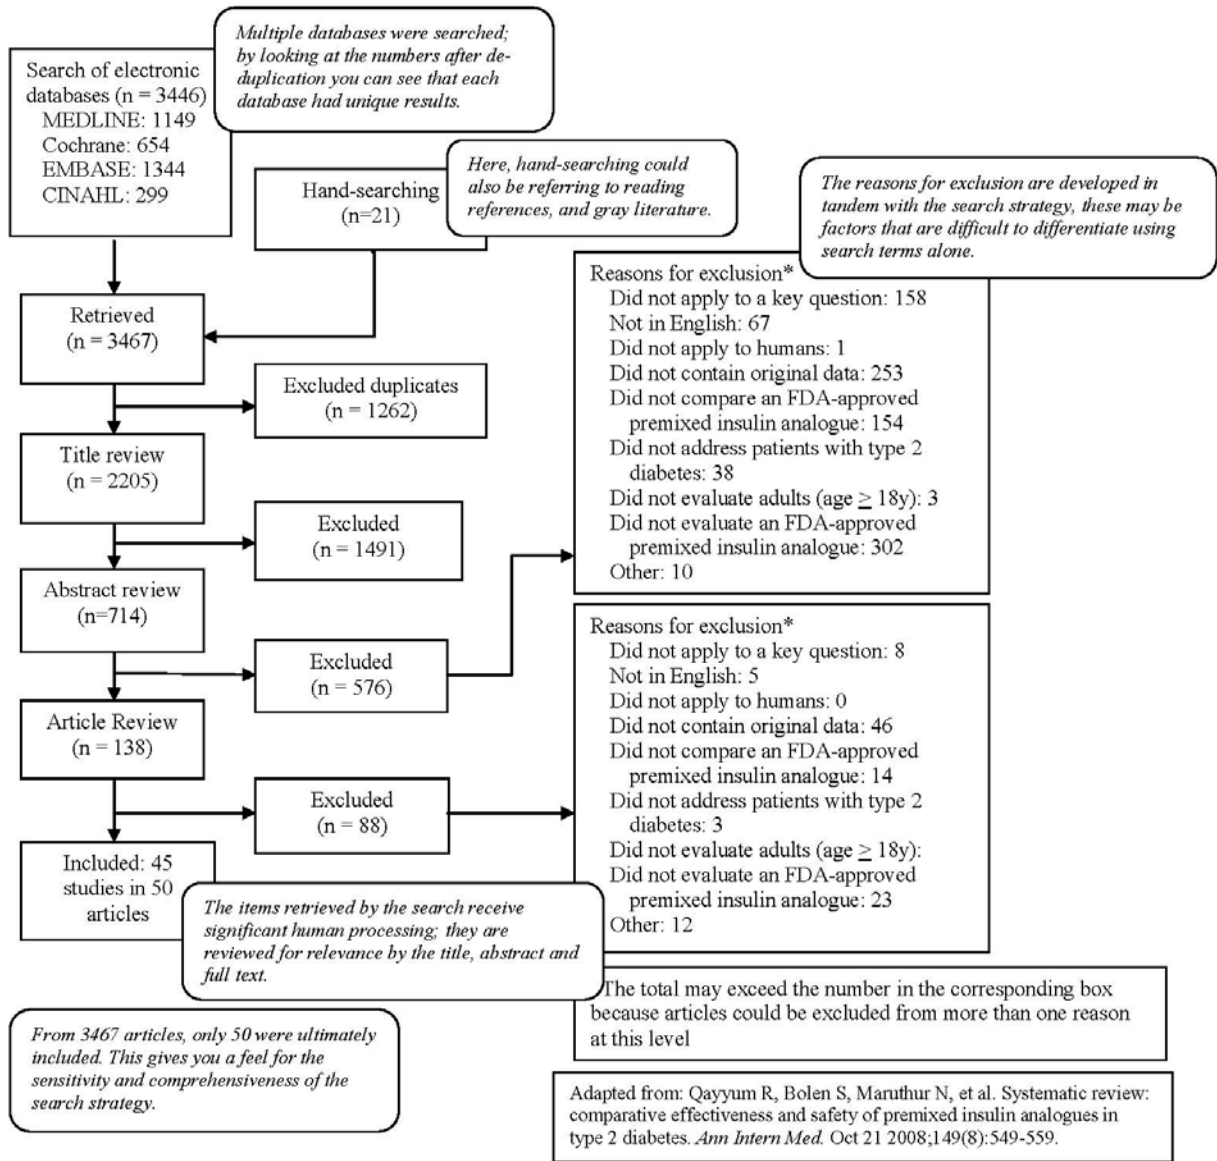 Multiple databases were searched;
by looking at the numbers after de-
duplication you can see that each
database had unique results.
Search of electronic
databases (n = 3446)
MEDLINE: 1149
Cochrane: 654
EMBASE: 1344
CINAHL: 299
Here, hand-searching could
also be referring to reading
references, and gray literature.
Hand-searching
(n=21)
The reasons for exclusion are developed in
tandem with the search strategy, these may be
factors that are difficult to differentiate using
search terms alone.
Retrieved
(n = 3467)
Excluded duplicates
(n = 1262)
Title review
(n = 2205)
Excluded
(n = 1491)
Abstract review
(n=714)
Excluded
(n = 576)
Reasons for exclusion*
Did not apply to a key question: 158
Not in English: 67
Did not apply to humans: 1
Did not contain original data: 253
Did not compare an FDA-approved
premixed insulin analogue: 154
Did not address patients with type 2
diabetes: 38
Did not evaluate adults (age ≥ 18y): 3
Did not evaluate an FDA-approved
premixed insulin analogue: 302
Other: 10
Article Review
(n = 138)
Excluded
(n = 88)
Reasons for exclusion*
Did not apply to a key question: 8
Not in English: 5
Did not apply to humans: 0
Did not contain original data: 46
Did not compare an FDA-approved
premixed insulin analogue: 14
Did not address patients with type 2
diabetes: 3
Did not evaluate adults (age ≥ 18y):
Did not evaluate an FDA-approved
premixed insulin analogue: 23
Other: 12
Included: 45
studies in 50
articles
The items retrieved by the search receive
significant human processing; they are
reviewed for relevance by the title, abstract and
full text.
The total may exceed the number in the corresponding box
because articles could be excluded from more than one reason
at this level
From 3467 articles, only 50 were ultimately
included. This gives you a feel for the
sensitivity and comprehensiveness of the
search strategy.
Adapted from: Qayyum R, Bolen S, Maruthur N, et al. Systematic review:
comparative effectiveness and safety of premixed insulin analogues in
type 2 diabetes. Ann Intern Med. Oct 21 2008;149(8):549-559.